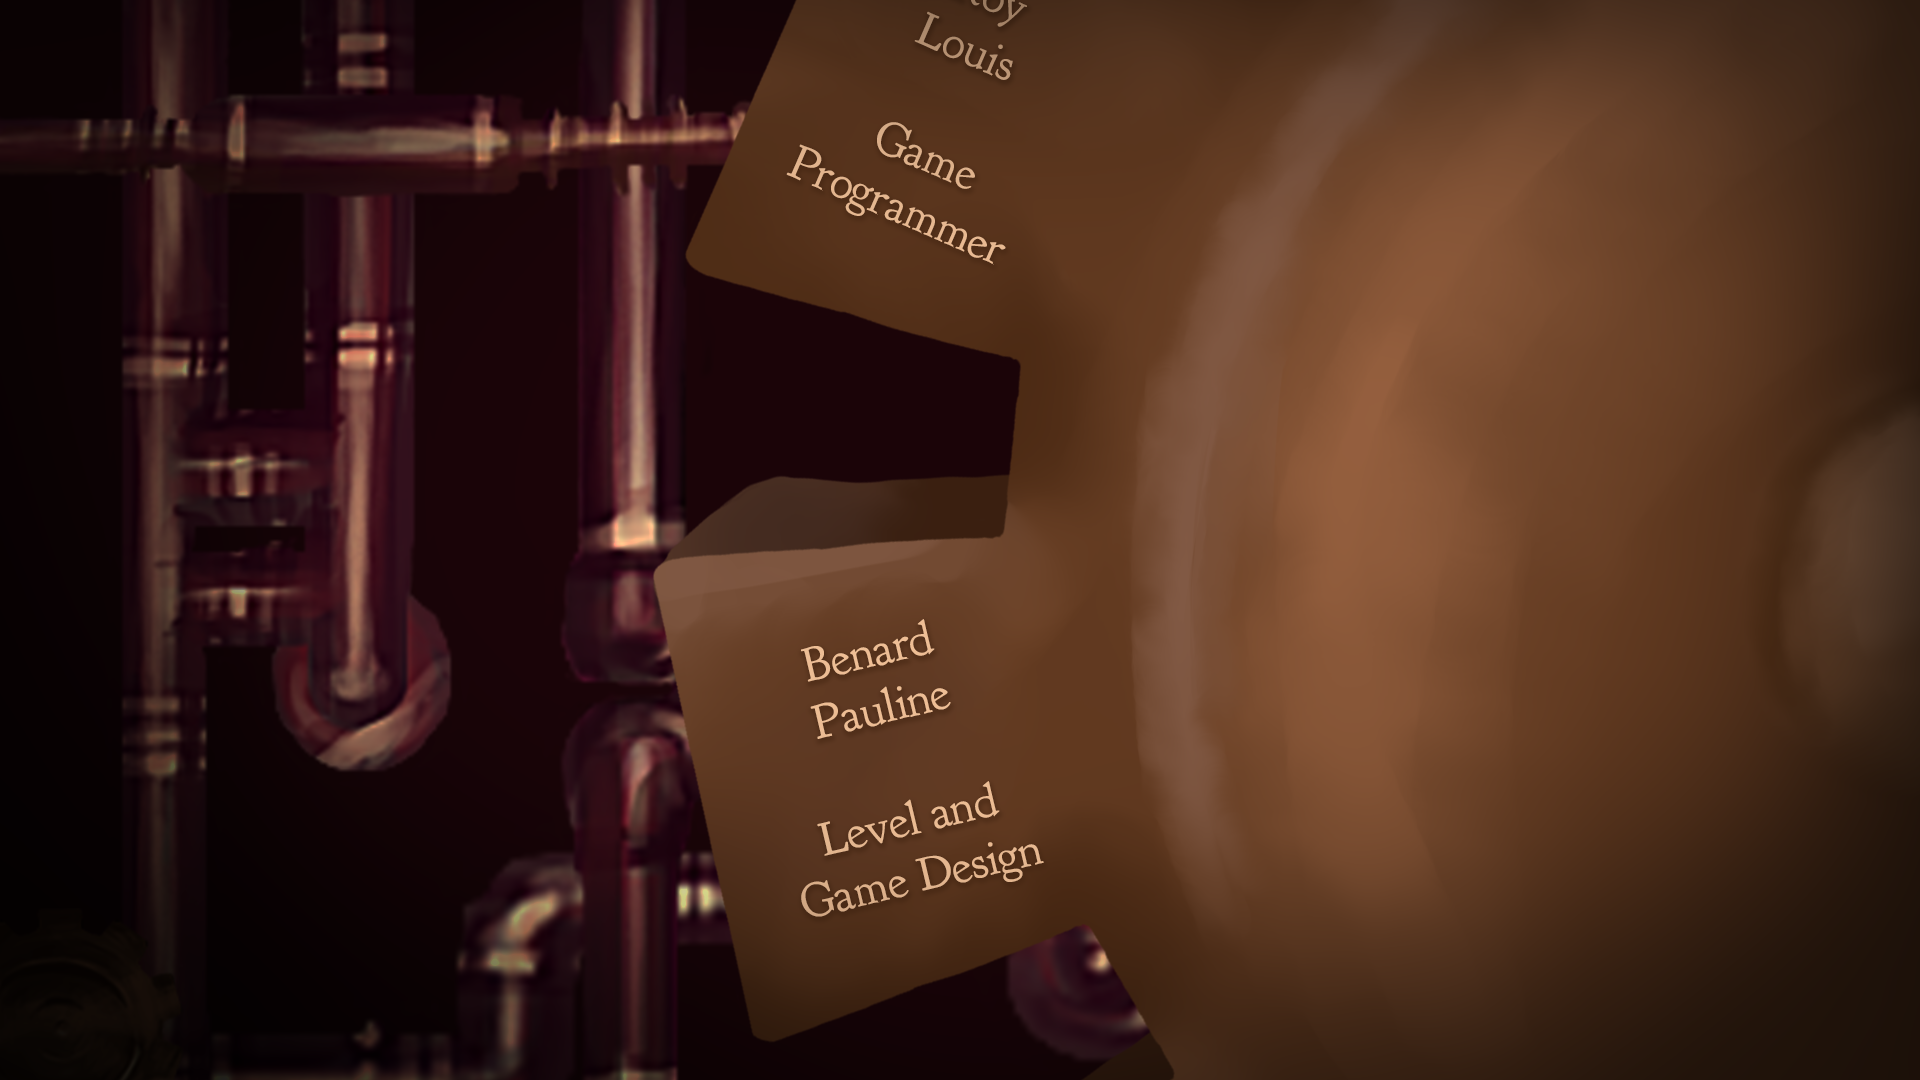 Louis
Game
Programmer
Benard
Pauline
Level and
Game Design